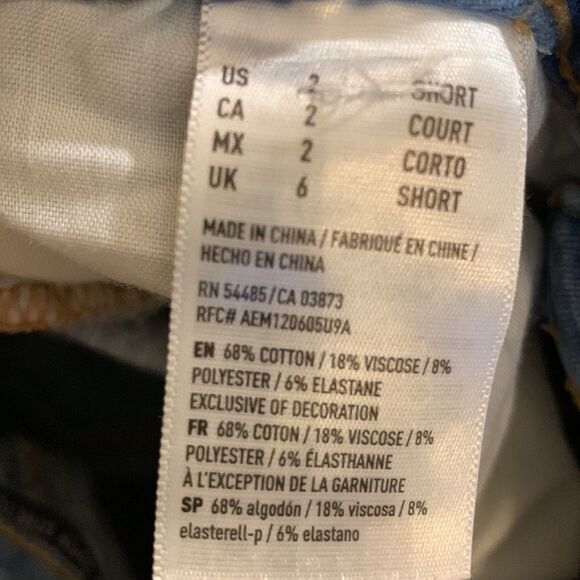 US 2 SHORT
CA 2 COURT
MX 2 CORTO
UK 6 SHORT
MADE IN CHINA / FABRIQUÉ EN CHINE /
HECHO EN CHINA
RN 54485/CA 03873
RFC# AEM120605U9A
EN 68% COTTON / 18% VISCOSE / 8%
POLYESTER / 6% ELASTANE
EXCLUSIVE OF DECORATION
FR 68% COTON / 18% VISCOSE / 8%
POLYESTER / 6% ÉLASTHANNE
À L'EXCEPTION DE LA GARNITURE
SP 68% algodón / 18% viscosa / 8%
elasterell-p / 6% elastano